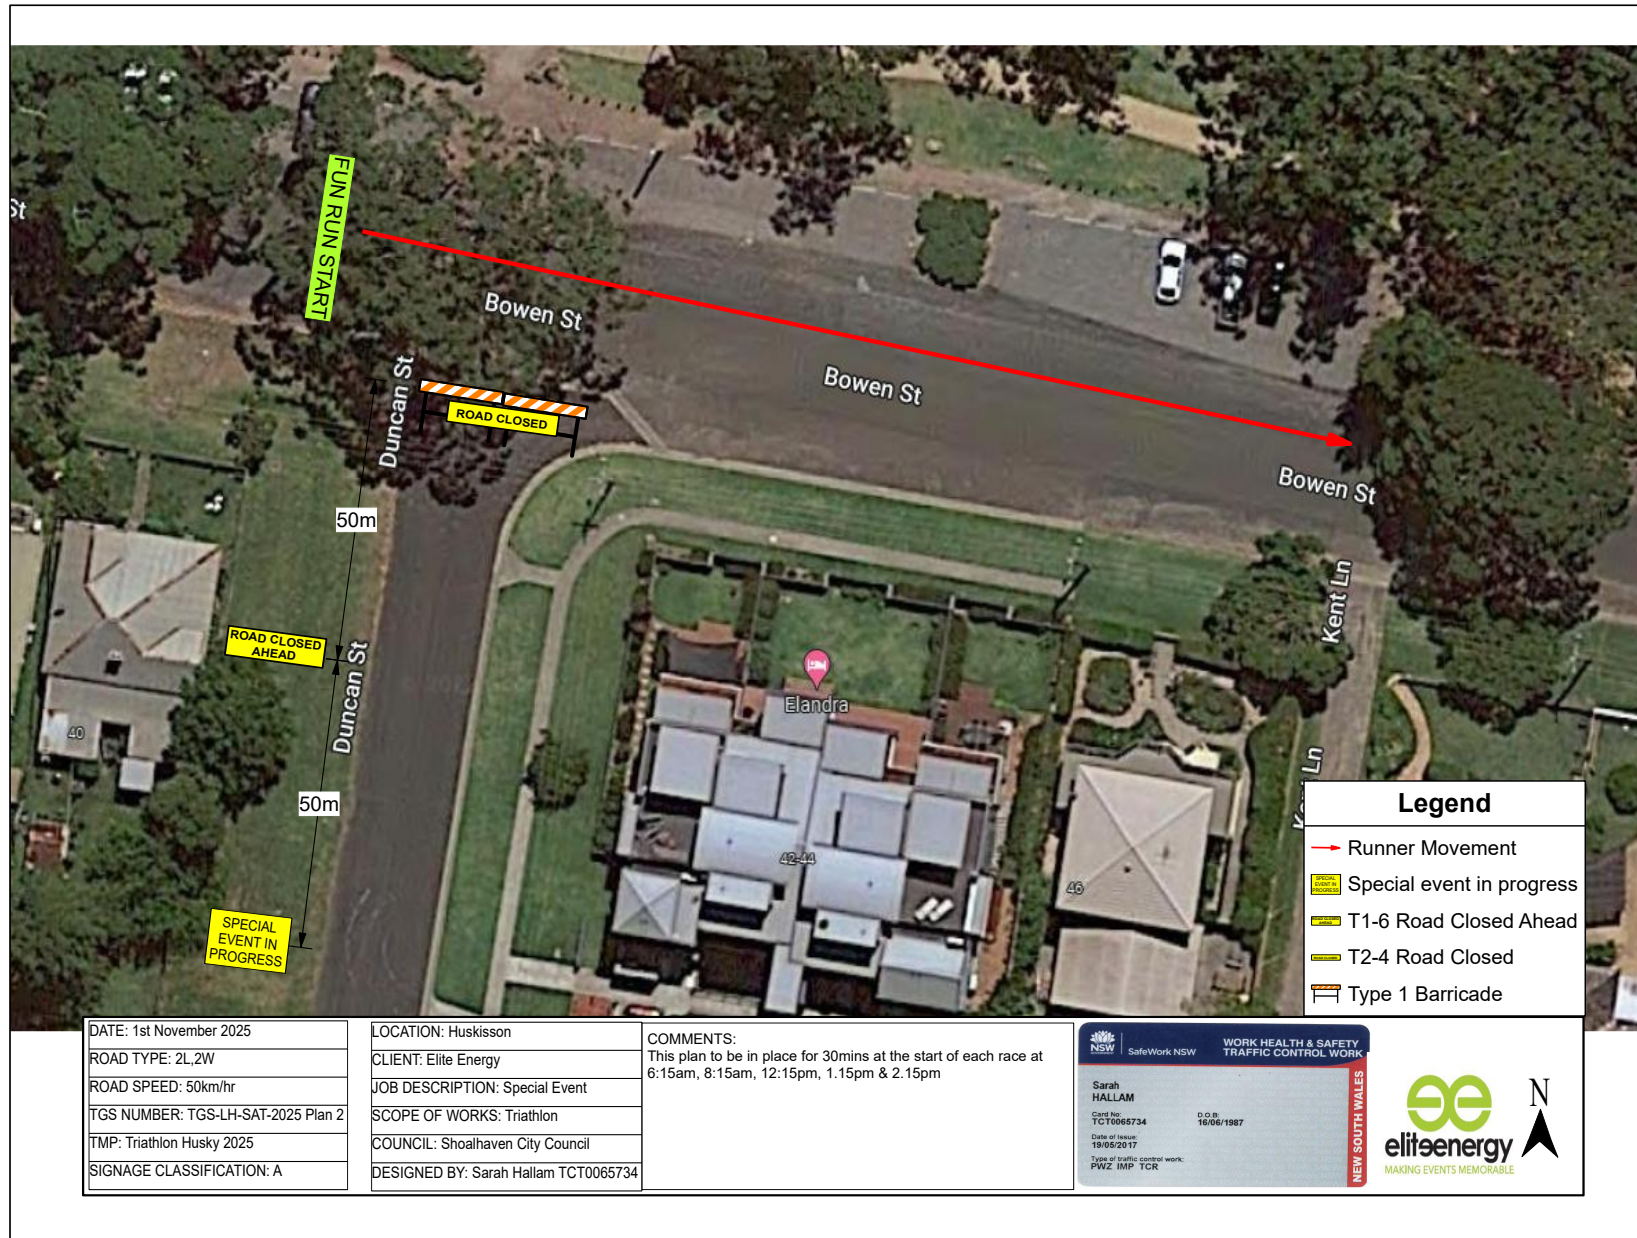 St
FUN RUN START
Bowen St
Bowen St
Bowen St
Duncan St
ROAD CLOSED
50m
ROAD CLOSED
AHEAD
Duncan St
Kent Ln
Elandra
40
50m
42-44
46
SPECIAL
EVENT IN
PROGRESS
Legend
Runner Movement
SPECIAL
EVENT IN
PROGRESS
Special event in progress
T1-6 Road Closed Ahead
T2-4 Road Closed
Type 1 Barricade
DATE: 1st November 2025
ROAD TYPE: 2L,2W
ROAD SPEED: 50km/hr
TGS NUMBER: TGS-LH-SAT-2025 Plan 2
TMP: Triathlon Husky 2025
SIGNAGE CLASSIFICATION: A
LOCATION: Huskisson
CLIENT: Elite Energy
JOB DESCRIPTION: Special Event
SCOPE OF WORKS: Triathlon
COUNCIL: Shoalhaven City Council
DESIGNED BY: Sarah Hallam TCT0065734
COMMENTS:
This plan to be in place for 30mins at the start of each race at
6:15am, 8:15am, 12:15pm, 1.15pm & 2.15pm
NSW
SafeWork NSW
WORK HEALTH & SAFETY
TRAFFIC CONTROL WORK
Sarah
HALLAM
Card No:
TCT0065734
D.O.B:
16/06/1987
Date of Issue:
19/05/2017
Type of traffic control work:
PWZ IMP TCR
NEW SOUTH WALES
eliteenergy
MAKING EVENTS MEMORABLE
N